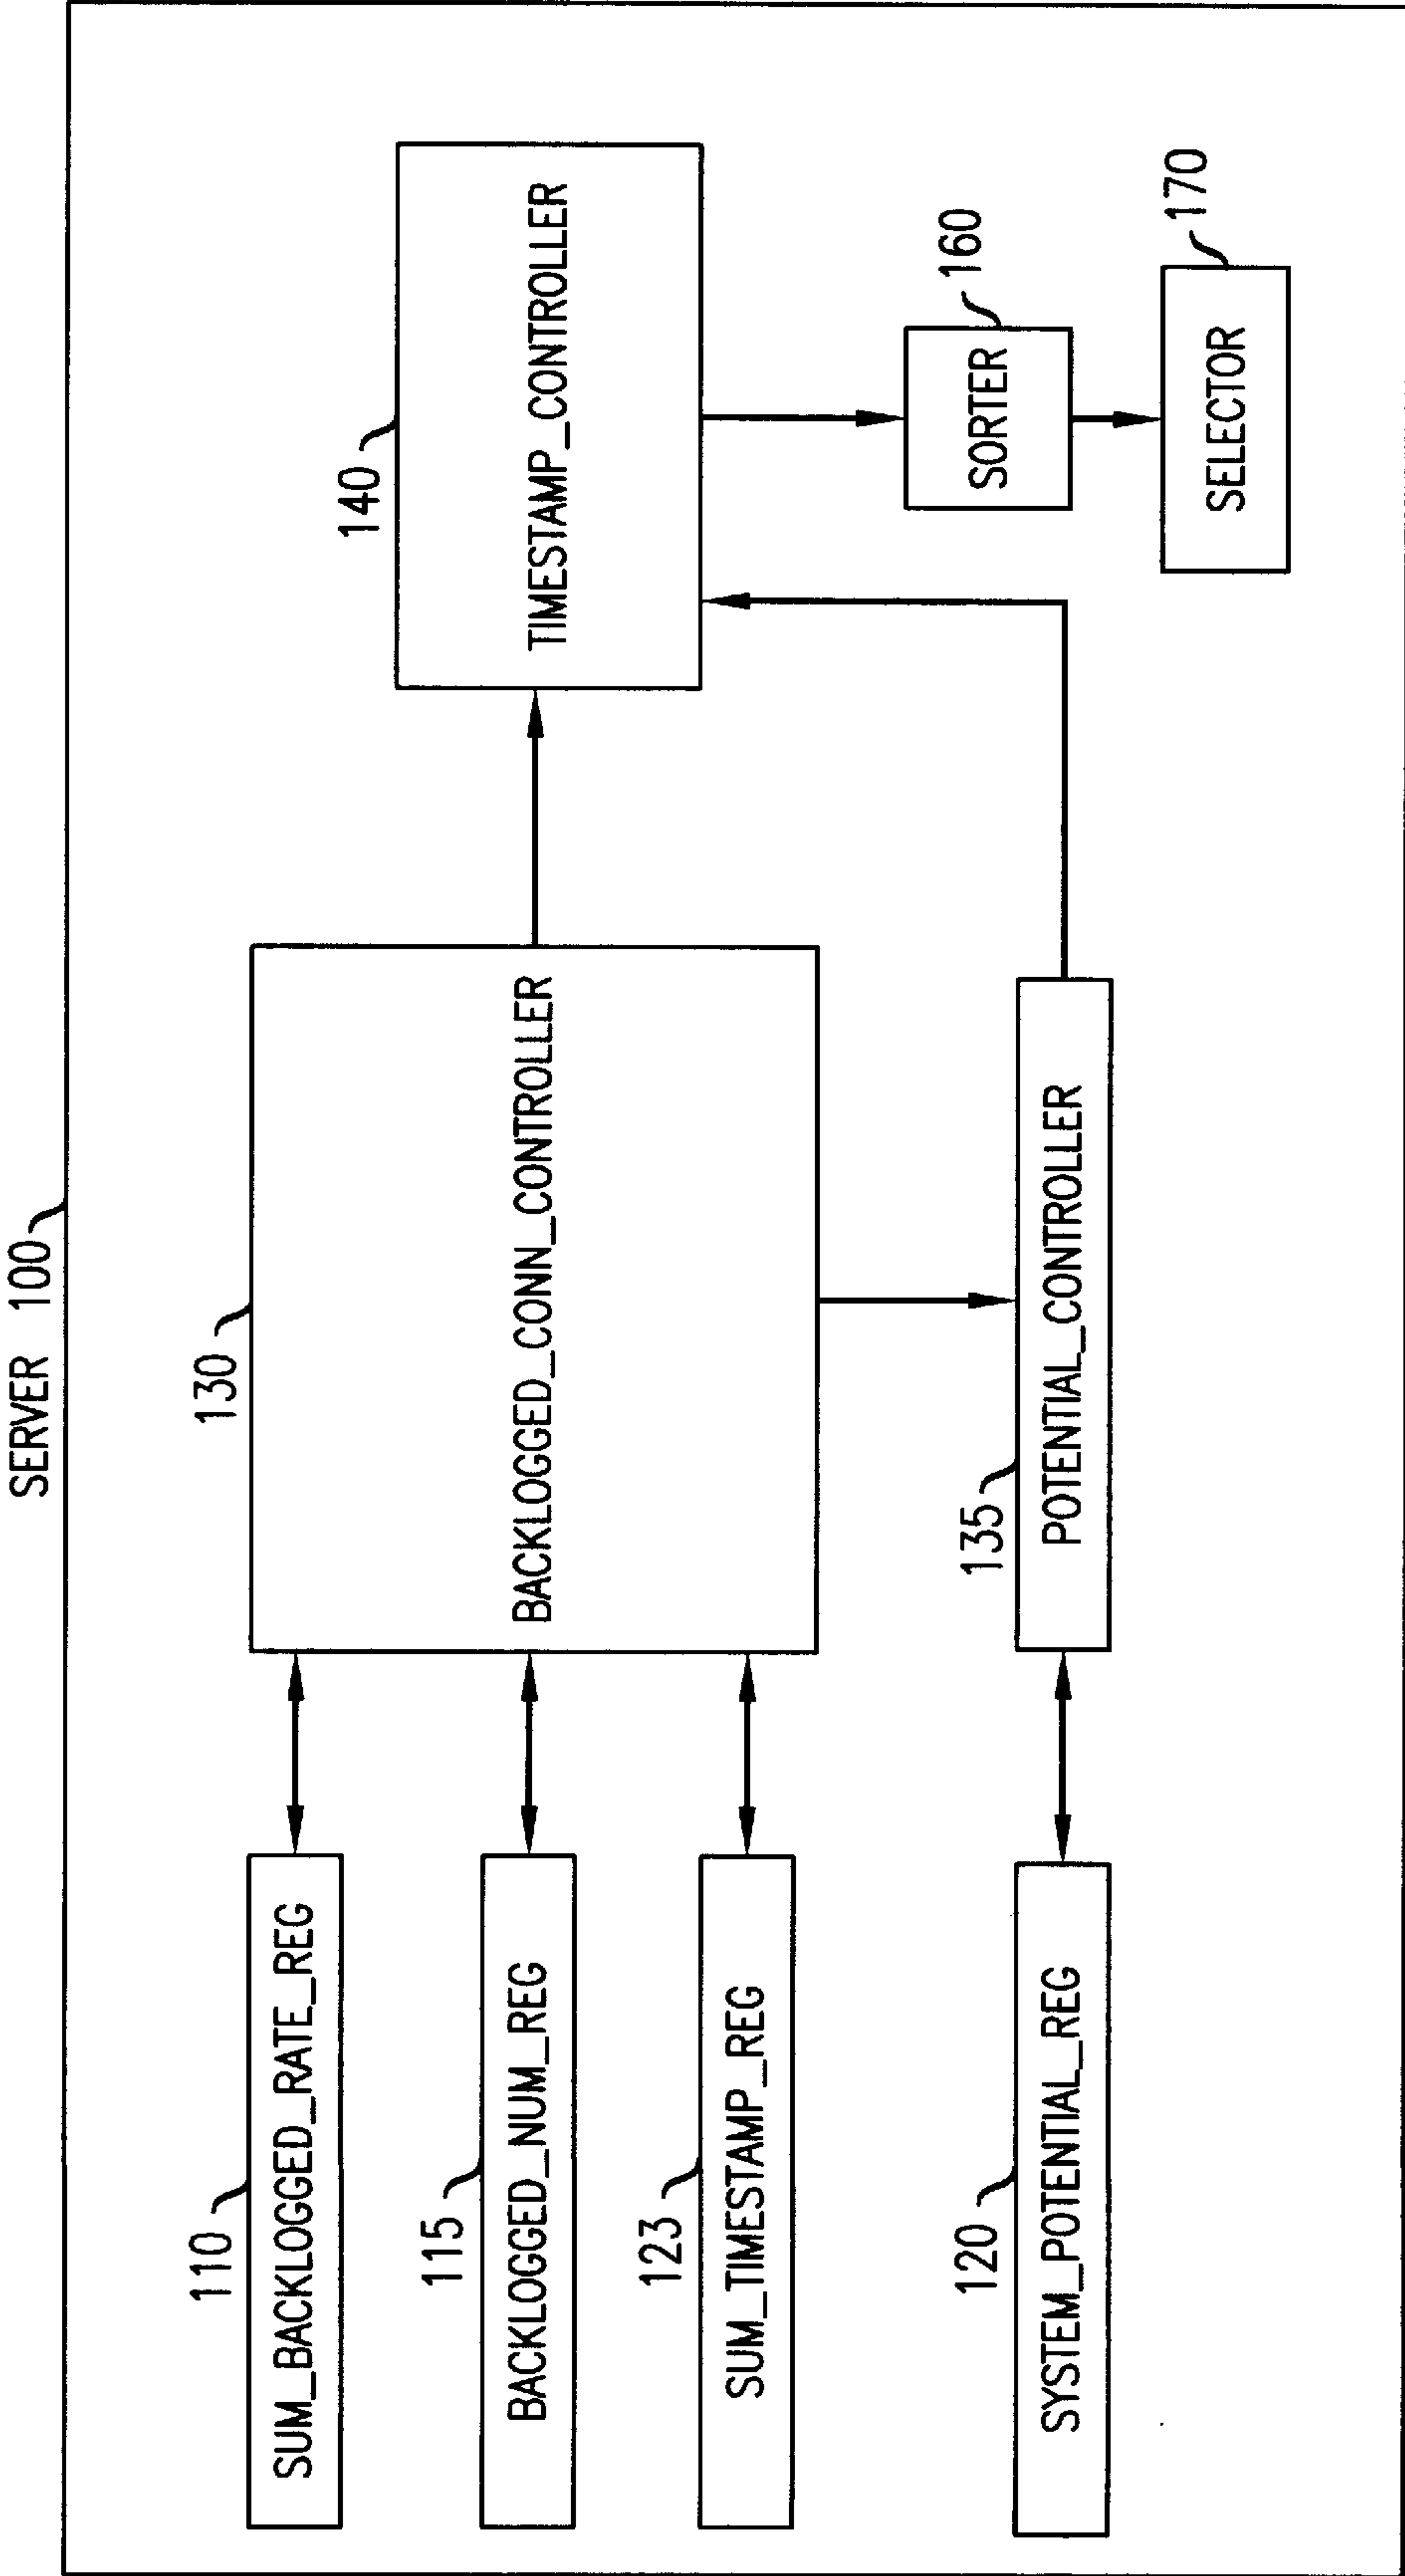 SERVER 100
130
BACKLOGGED_CONN_CONTROLLER
140
TIMESTAMP_CONTROLLER
110
SUM_BACKLOGGED_RATE_REG
115
BACKLOGGED_NUM_REG
123
SUM_TIMESTAMP_REG
120
SYSTEM_POTENTIAL_REG
135
POTENTIAL_CONTROLLER
160
SORTER
170
SELECTOR